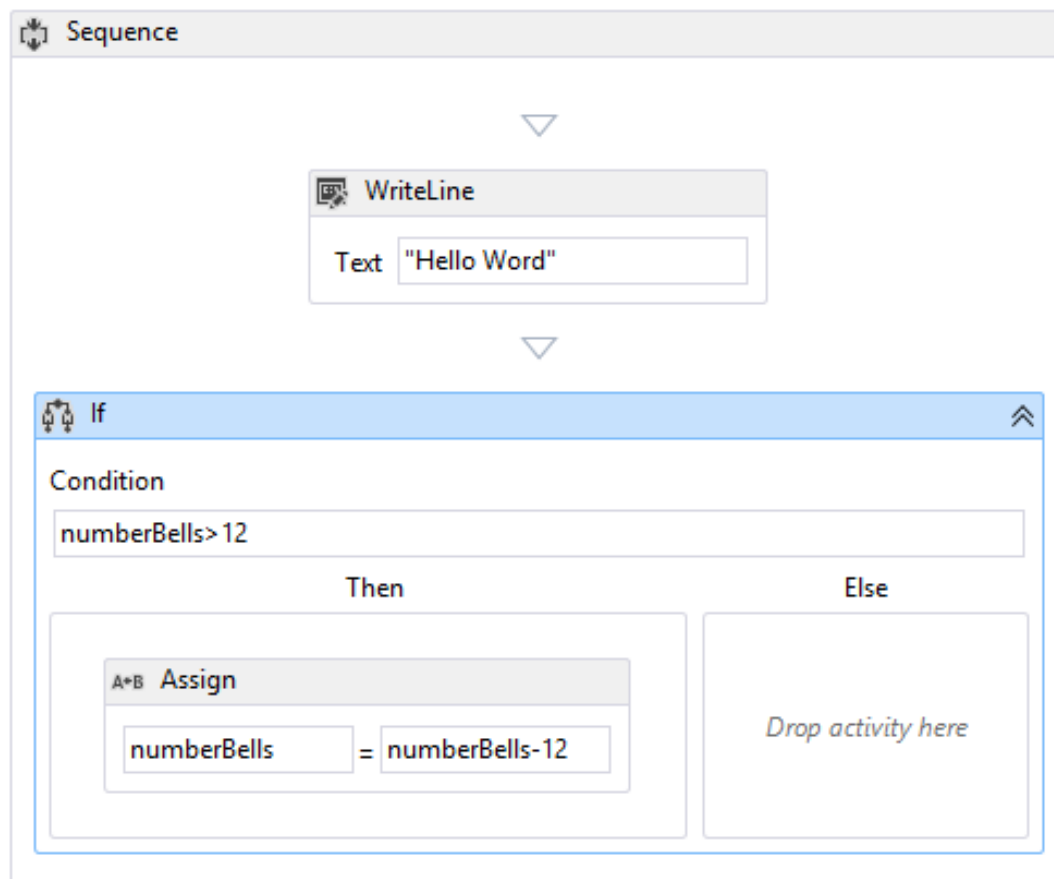 Sequence
WriteLine
Text "Hello Word"
If
Condition
numberBells>12
Then Else
A+B Assign
numberBells = numberBells-12
Drop activity here